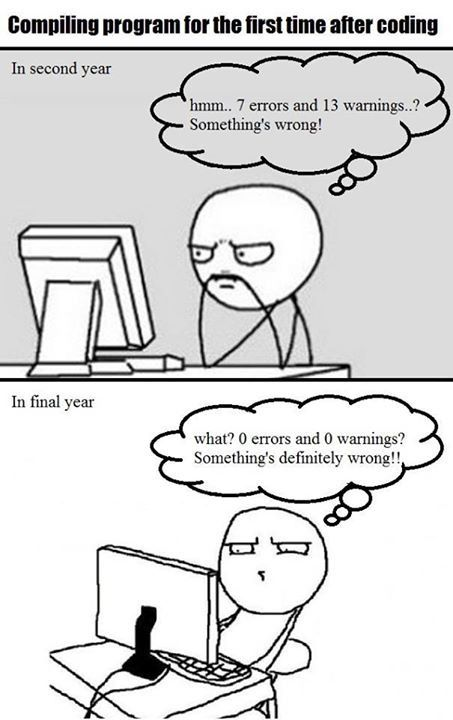 Compiling program for the first time after coding
In second year
hmm.. 7 errors and 13 warnings..?
Something's wrong!
In final year
what? 0 errors and 0 warnings?
Something's definitely wrong!!